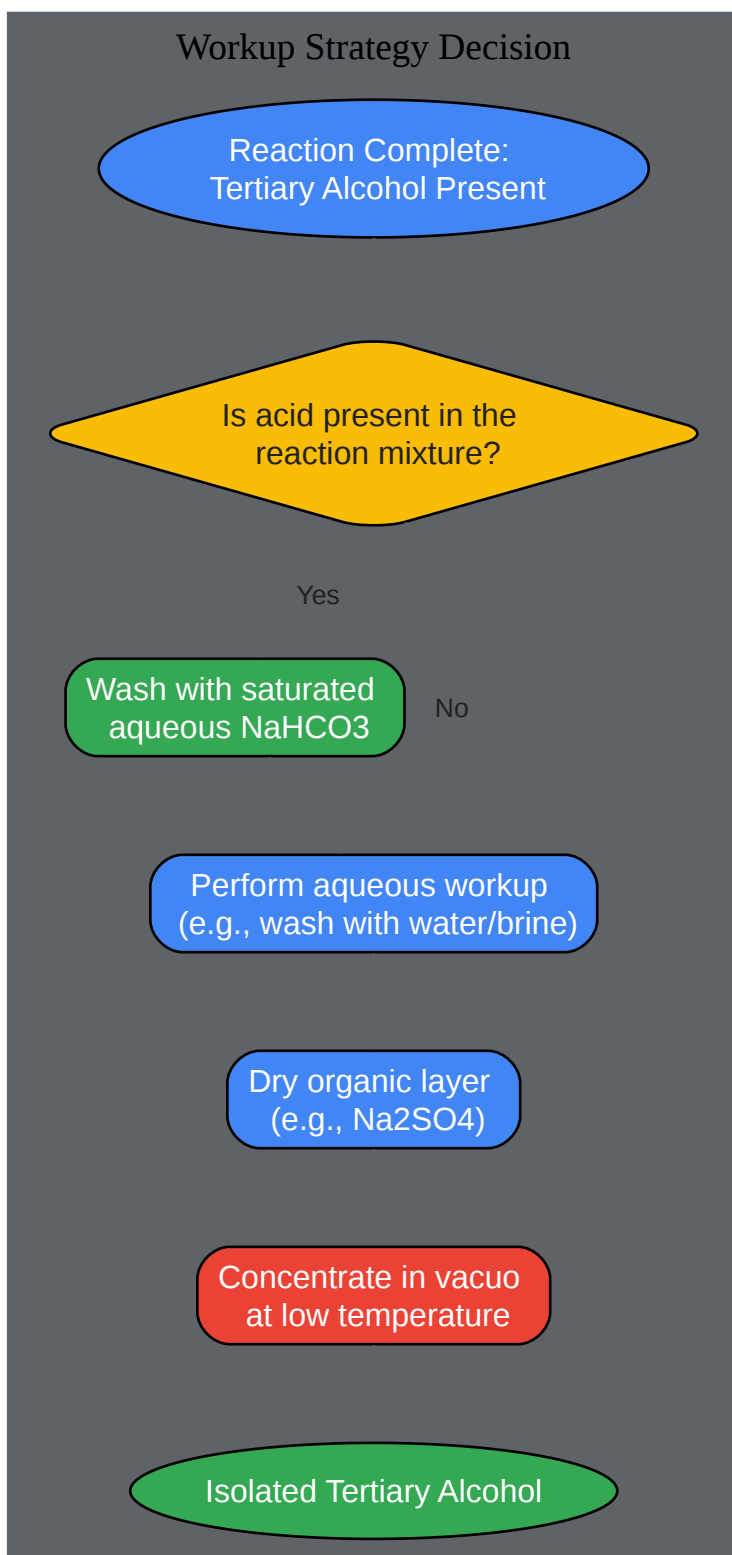 Workup Strategy Decision
Reaction Complete:
Tertiary Alcohol Present
Is acid present in the
reaction mixture?
Yes
Wash with saturated
aqueous NaHCO3
No
Perform aqueous workup
(e.g., wash with water/brine)
Dry organic layer
(e.g., Na2SO4)
Concentrate in vacuo
at low temperature
Isolated Tertiary Alcohol